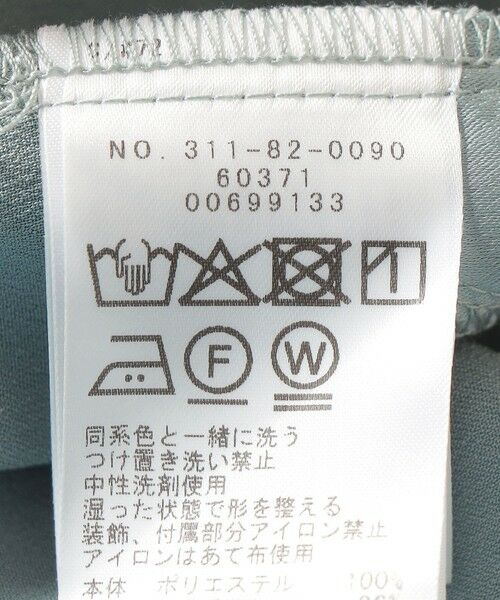 NO. 311-82-0090
60371
00699133
F
W
同系色と一緒に洗う
つけ置き洗い禁止
中性洗剤使用
湿った状態で形を整える
装飾、付属部分アイロン禁止
アイロンはあて布使用
本体 ポリエステル 100%